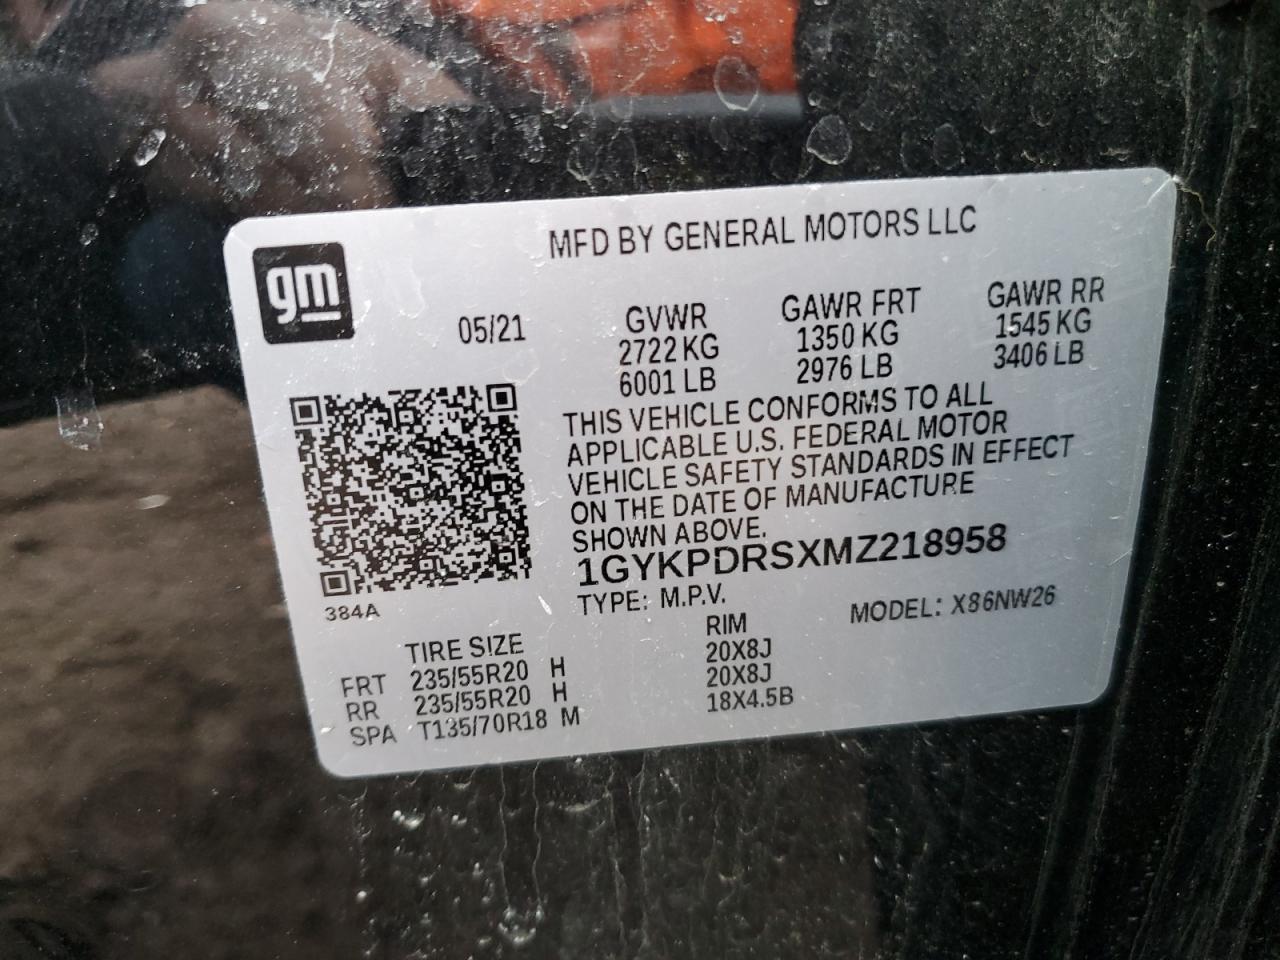 MFD BY GENERAL MOTORS LLC
gm
05/21
GVWR GAWR FRT GAWR RR
2722 KG 1350 KG 1545 KG
6001 LB 2976 LB 3406 LB
THIS VEHICLE CONFORMS TO ALL
APPLICABLE U.S. FEDERAL MOTOR
VEHICLE SAFETY STANDARDS IN EFFECT
ON THE DATE OF MANUFACTURE
SHOWN ABOVE.
1GYKPDRSXMZ218958
384A
TYPE: M.P.V. MODEL: X86NW26
TIRE SIZE RIM
FRT 235/55R20 H 20X8J
RR 235/55R20 H 20X8J
SPA T135/70R18 M 18X4.5B